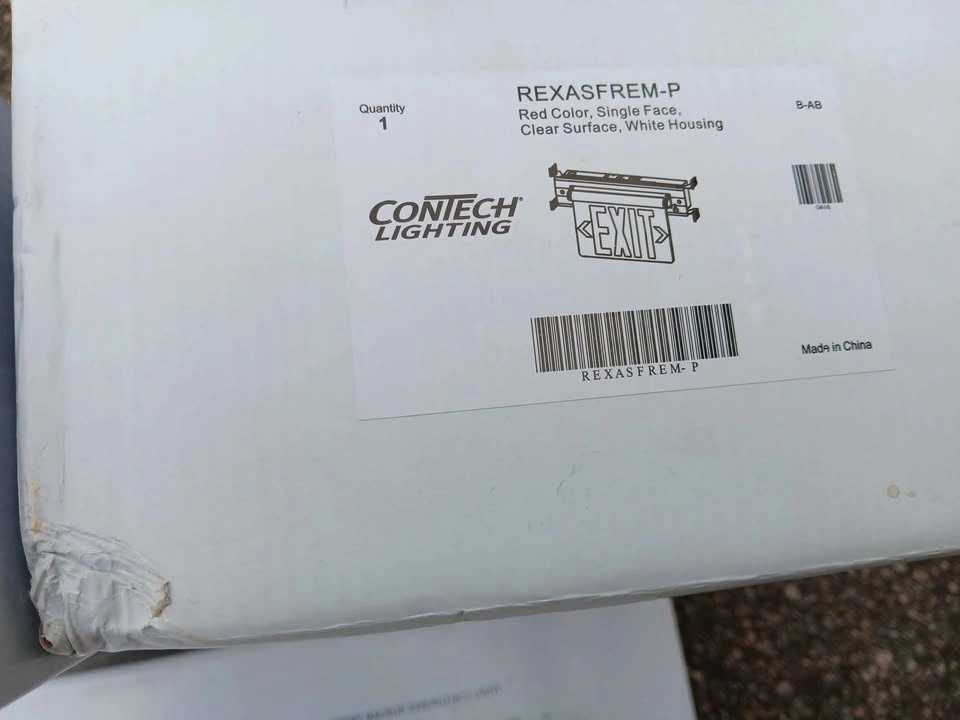 Quantity
1
REXASFREM-P
Red Color, Single Face,
Clear Surface, White Housing
B-AB
CONTECH
LIGHTING
EXIT
REXASFREM-P
Made in China